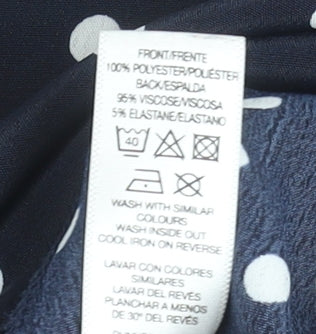 FRONT/FRENTE
100% POLYESTER/POLIÉSTER
BACK/ESPALDA
95% VISCOSE/VISCOSA
5% ELASTANE/ELASTANO
40
WASH WITH SIMILAR
COLOURS
WASH INSIDE OUT
COOL IRON ON REVERSE
LAVAR CON COLORES
SIMILARES
LAVAR DEL REVÉS
PLANCHAR A MENOS
DE 30° DEL REVÉS